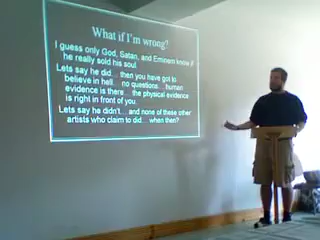 What if I'm wrong?
I guess only God, Satan, and Eminem know if
he really sold his soul.
Lets say he did... then you have got to
believe in hell... no questions... human
evidence is there... the physical evidence
is right in front of you.
Lets say he didn't... and none of these other
artists who claim to did... when then?